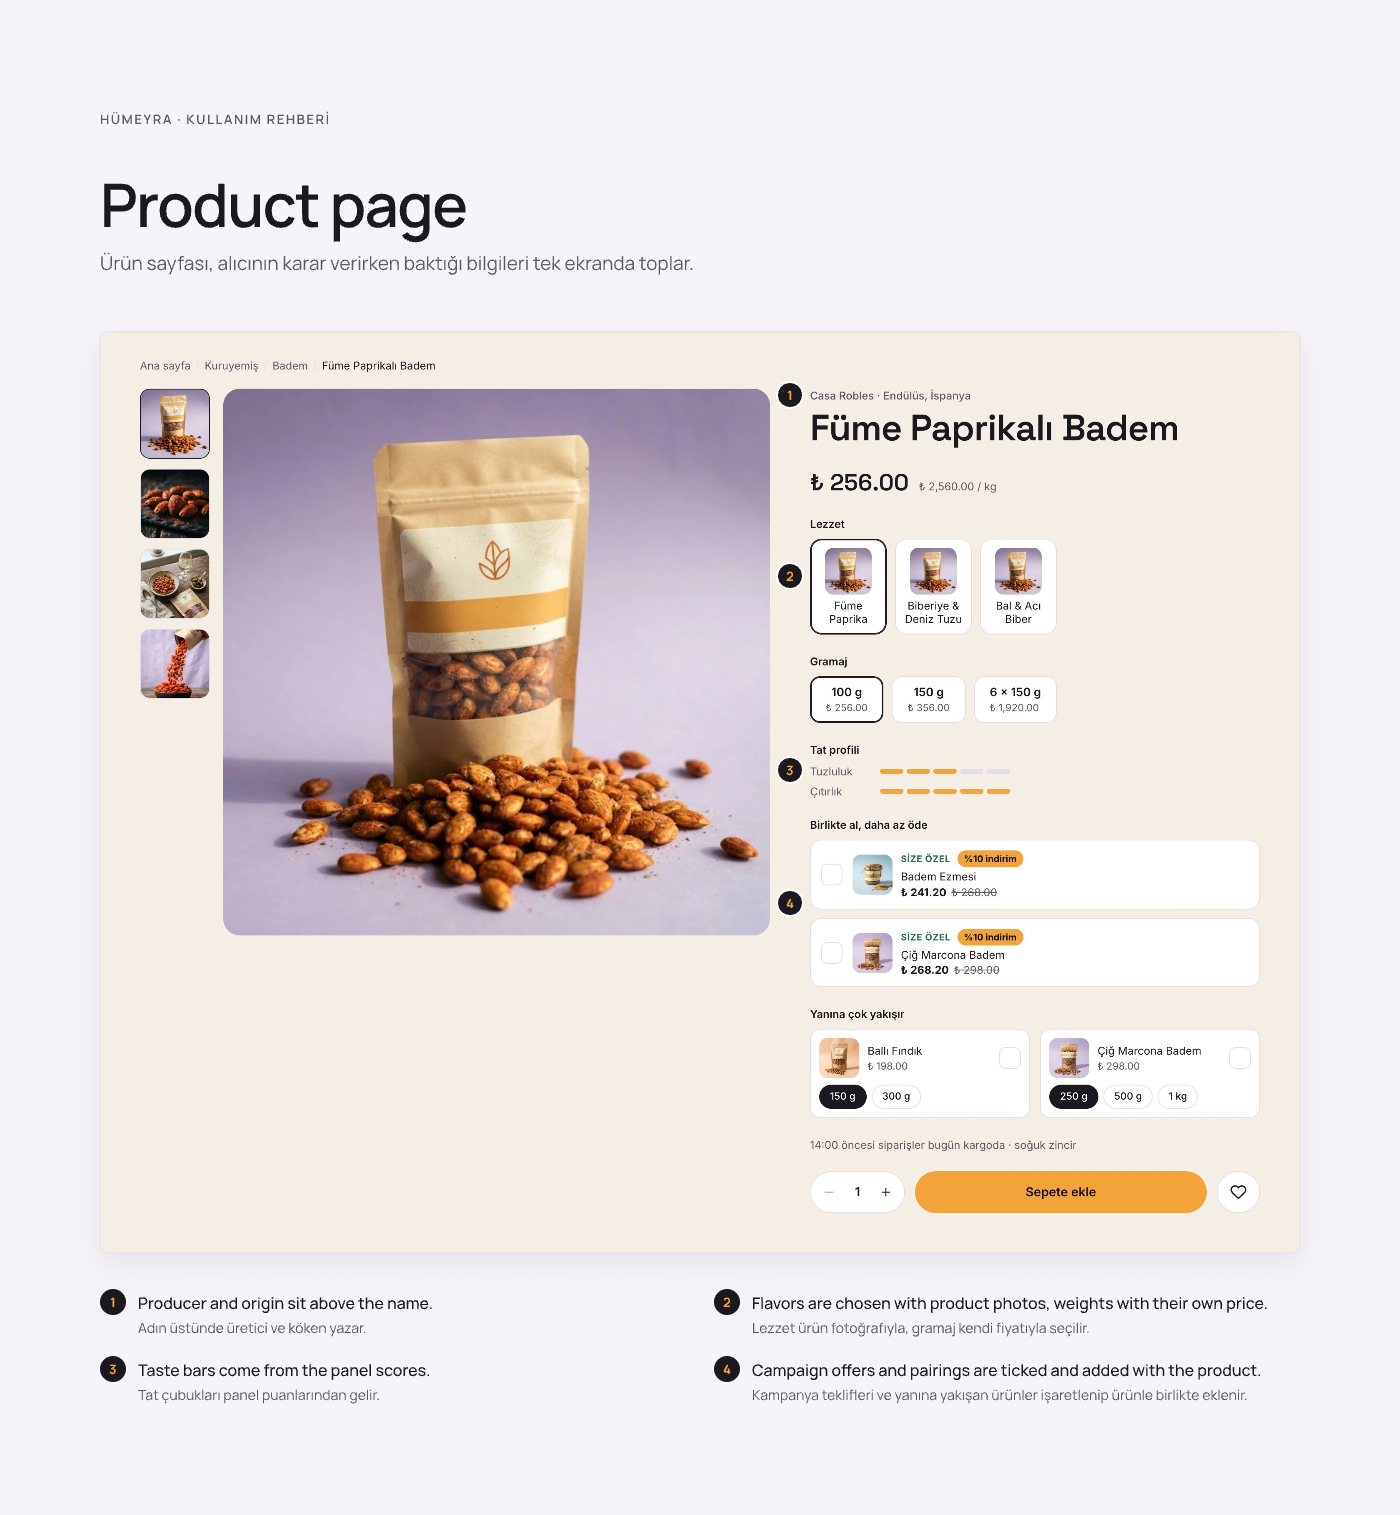 HÜMEYRA · KULLANIM REHBERİ
Product page
Ürün sayfası, alıcının karar verirken baktığı bilgileri tek ekranda toplar.
Ana sayfa / Kuruyemiş / Badem / Füme Paprikalı Badem
1 Casa Robles · Endülüs, İspanya
Füme Paprikalı Badem
₺ 256.00 ₺ 2,560.00 / kg
Lezzet
2
Füme
Paprika
Biberiye &
Deniz Tuzu
Bal & Acı
Biber
Gramaj
100 g
₺ 256.00
150 g
₺ 356.00
6 × 150 g
₺ 1,920.00
Tat profili
3
Tuzluluk
Çıtırlık
Birlikte al, daha az öde
SİZE ÖZEL %10 indirim
Badem Ezmesi
₺ 241.20 ₺ 268.00
4
SİZE ÖZEL %10 indirim
Çiğ Marcona Badem
₺ 268.20 ₺ 298.00
Yanına çok yakışır
Ballı Fındık
₺ 198.00
150 g 300 g
Çiğ Marcona Badem
₺ 298.00
250 g 500 g 1 kg
14:00 öncesi siparişler bugün kargoda · soğuk zincir
− 1 + Sepete ekle
1 Producer and origin sit above the name.
Adın üstünde üretici ve köken yazar.
2 Flavors are chosen with product photos, weights with their own price.
Lezzet ürün fotoğrafıyla, gramaj kendi fiyatıyla seçilir.
3 Taste bars come from the panel scores.
Tat çubukları panel puanlarından gelir.
4 Campaign offers and pairings are ticked and added with the product.
Kampanya teklifleri ve yanına yakışan ürünler işaretlenip ürünle birlikte eklenir.